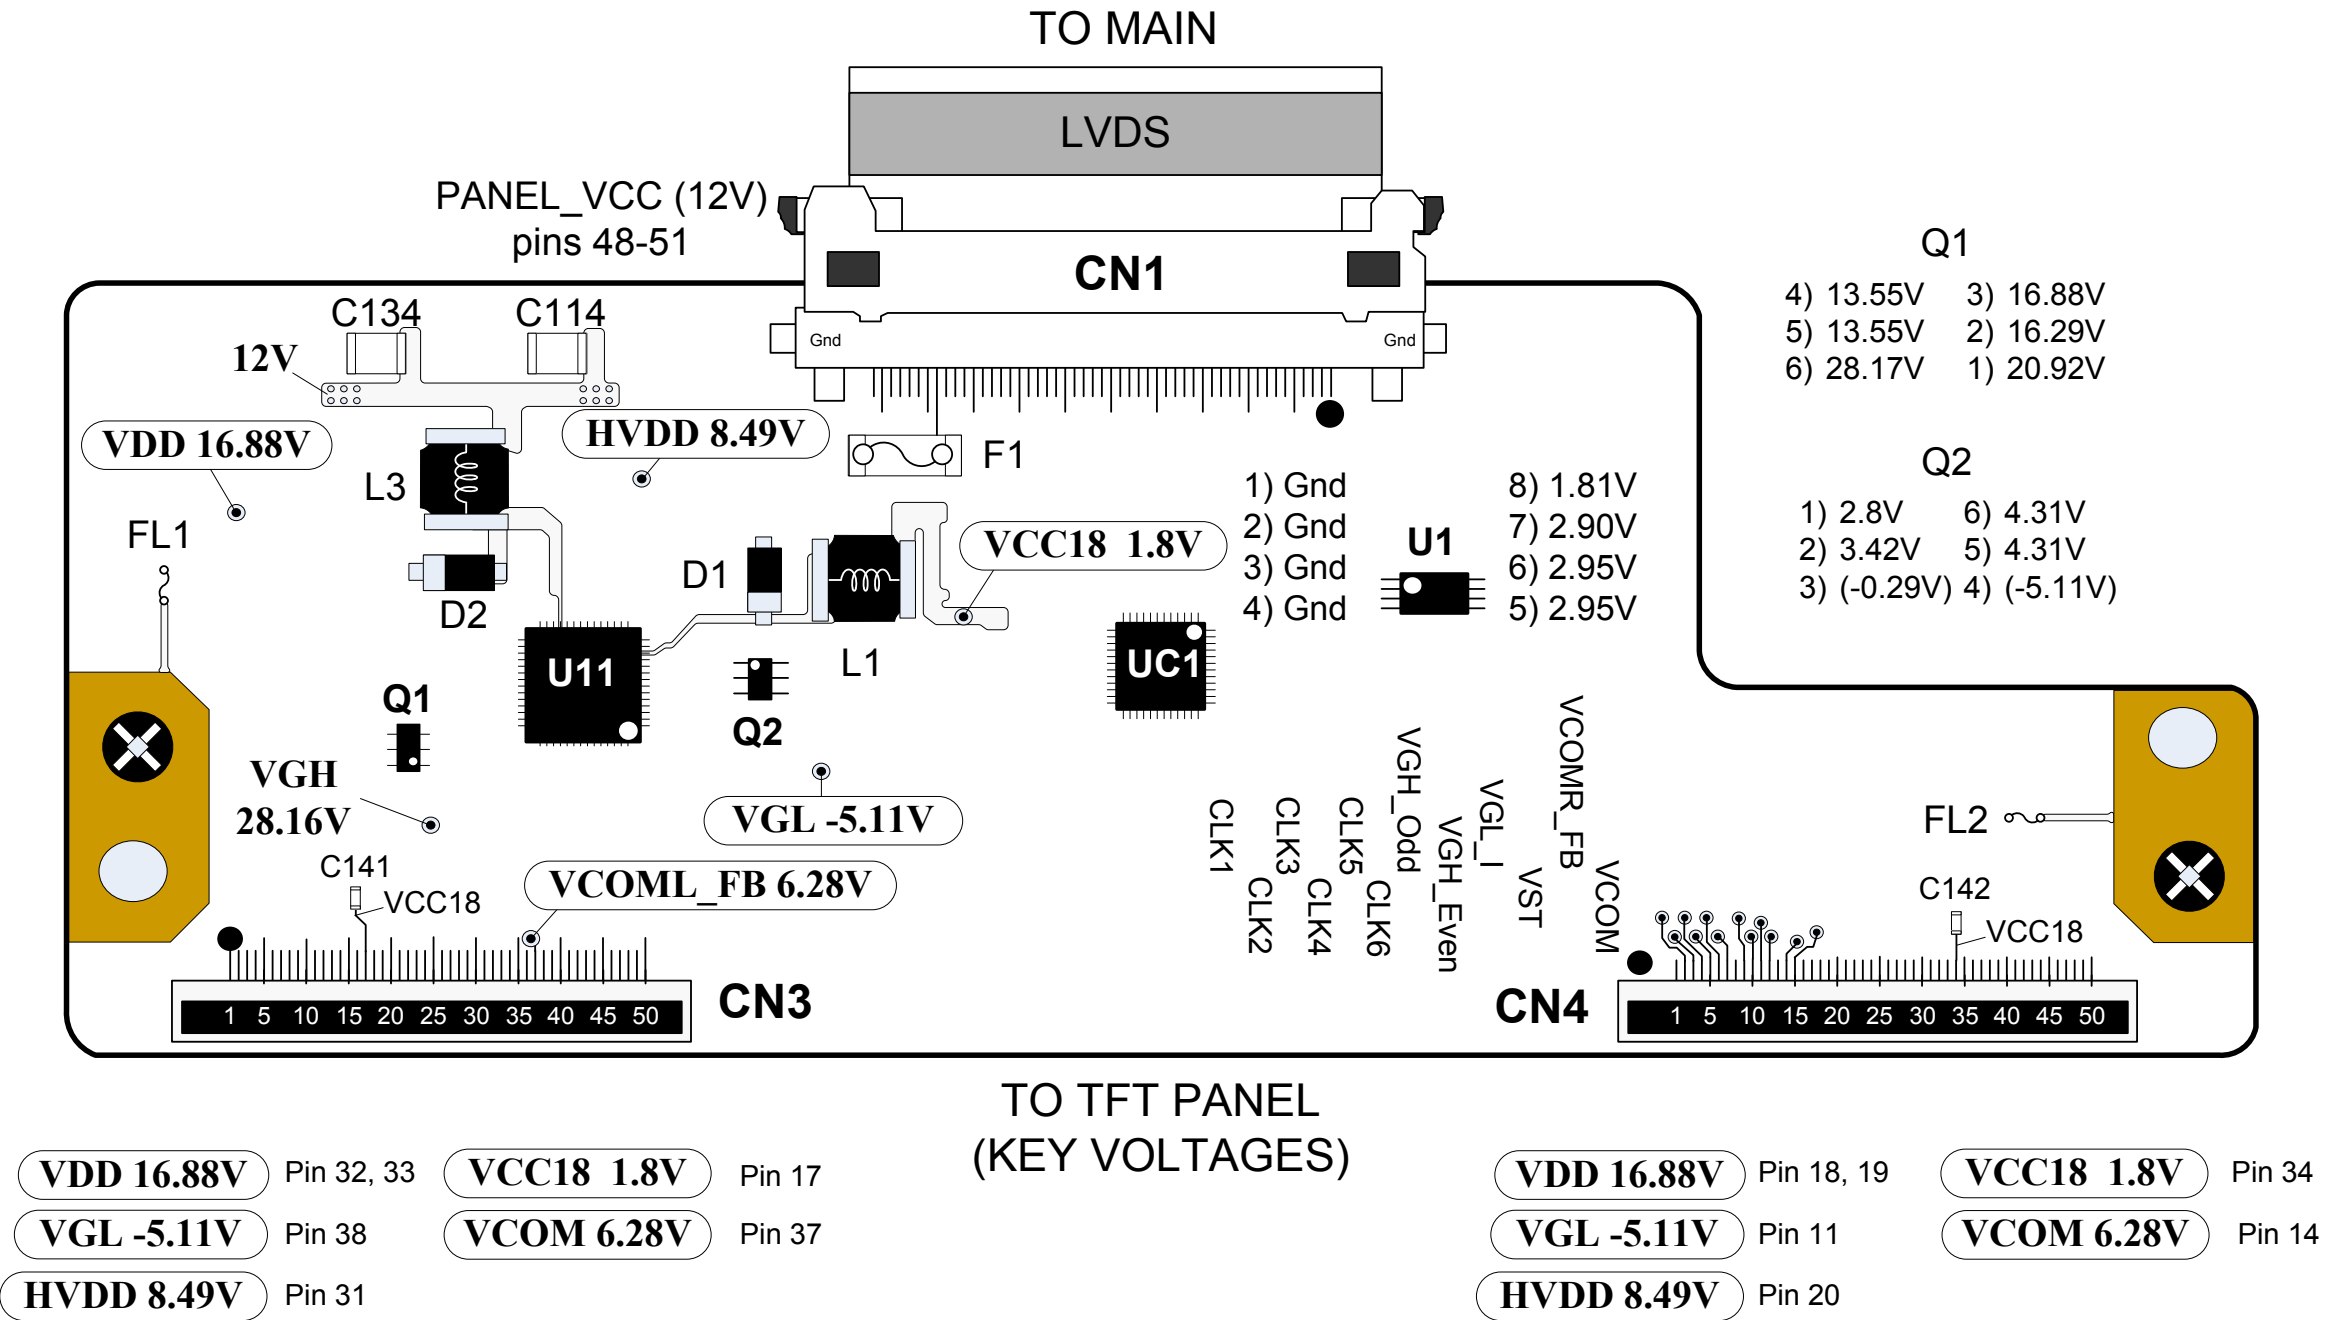 TO MAIN
LVDS
PANEL_VCC (12V)
pins 48-51
CN1
Gnd
Gnd
Q1
4) 13.55V 3) 16.88V
5) 13.55V 2) 16.29V
6) 28.17V 1) 20.92V
Q2
1) 2.8V 6) 4.31V
2) 3.42V 5) 4.31V
3) (-0.29V) 4) (-5.11V)
C134
C114
12V
VDD 16.88V
HVDD 8.49V
F1
L3
FL1
D2
D1
VCC18 1.8V
L1
1) Gnd
2) Gnd
3) Gnd
4) Gnd
U1
8) 1.81V
7) 2.90V
6) 2.95V
5) 2.95V
U11
UC1
Q1
Q2
VGH
28.16V
VGL -5.11V
C141
VCC18
VCOML_FB 6.28V
CLK1
CLK2
CLK3
CLK4
CLK5
CLK6
VGH_Odd
VGH_Even
VGL_I
VST
VCOMR_FB
VCOM
FL2
C142
VCC18
1 5 10 15 20 25 30 35 40 45 50
CN3
CN4
1 5 10 15 20 25 30 35 40 45 50
TO TFT PANEL
(KEY VOLTAGES)
VDD 16.88V Pin 32, 33 VCC18 1.8V Pin 17
VGL -5.11V Pin 38 VCOM 6.28V Pin 37
HVDD 8.49V Pin 31
VDD 16.88V Pin 18, 19 VCC18 1.8V Pin 34
VGL -5.11V Pin 11 VCOM 6.28V Pin 14
HVDD 8.49V Pin 20